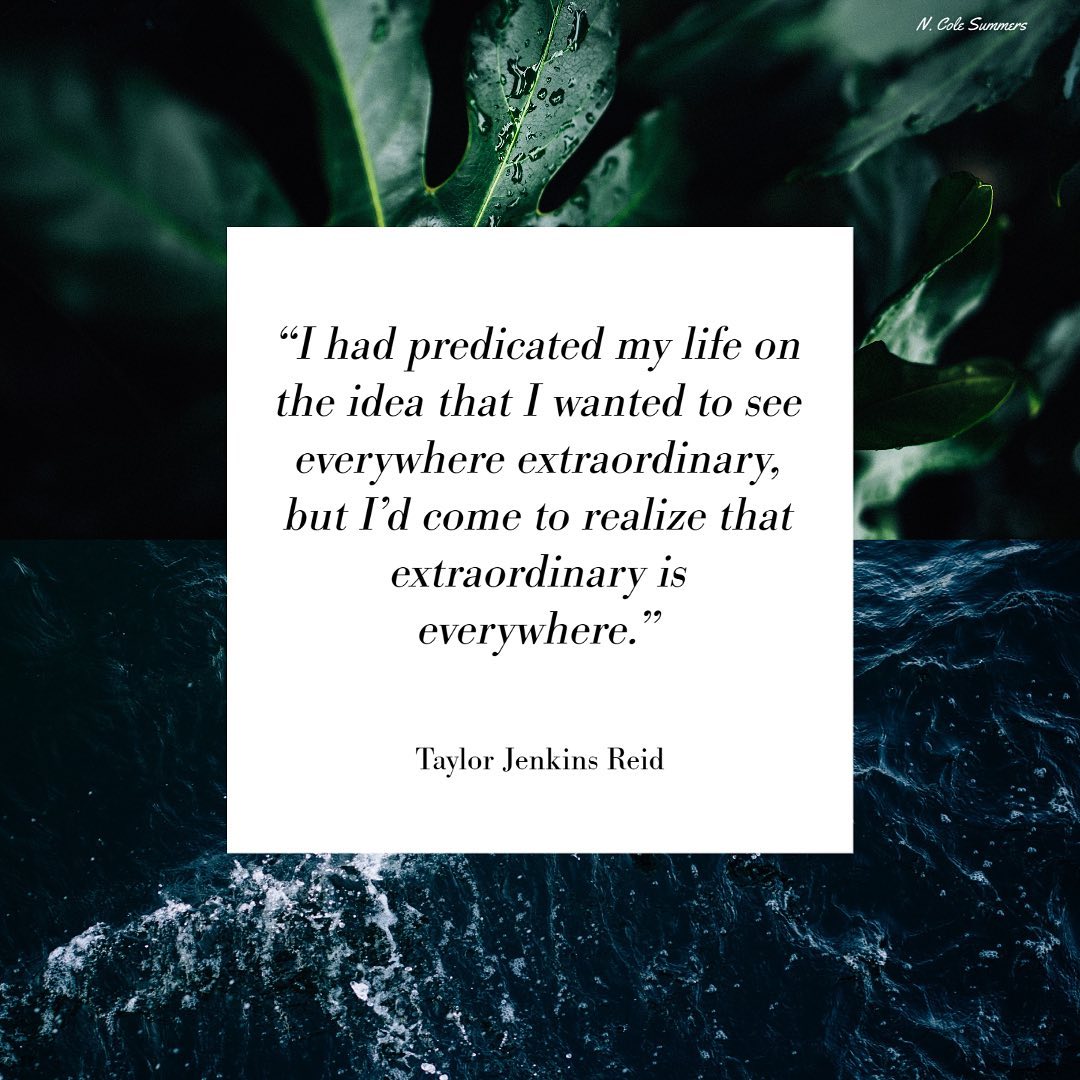 N. Cole Summers
“I had predicated my life on
the idea that I wanted to see
everywhere extraordinary,
but I’d come to realize that
extraordinary is
everywhere.”
Taylor Jenkins Reid